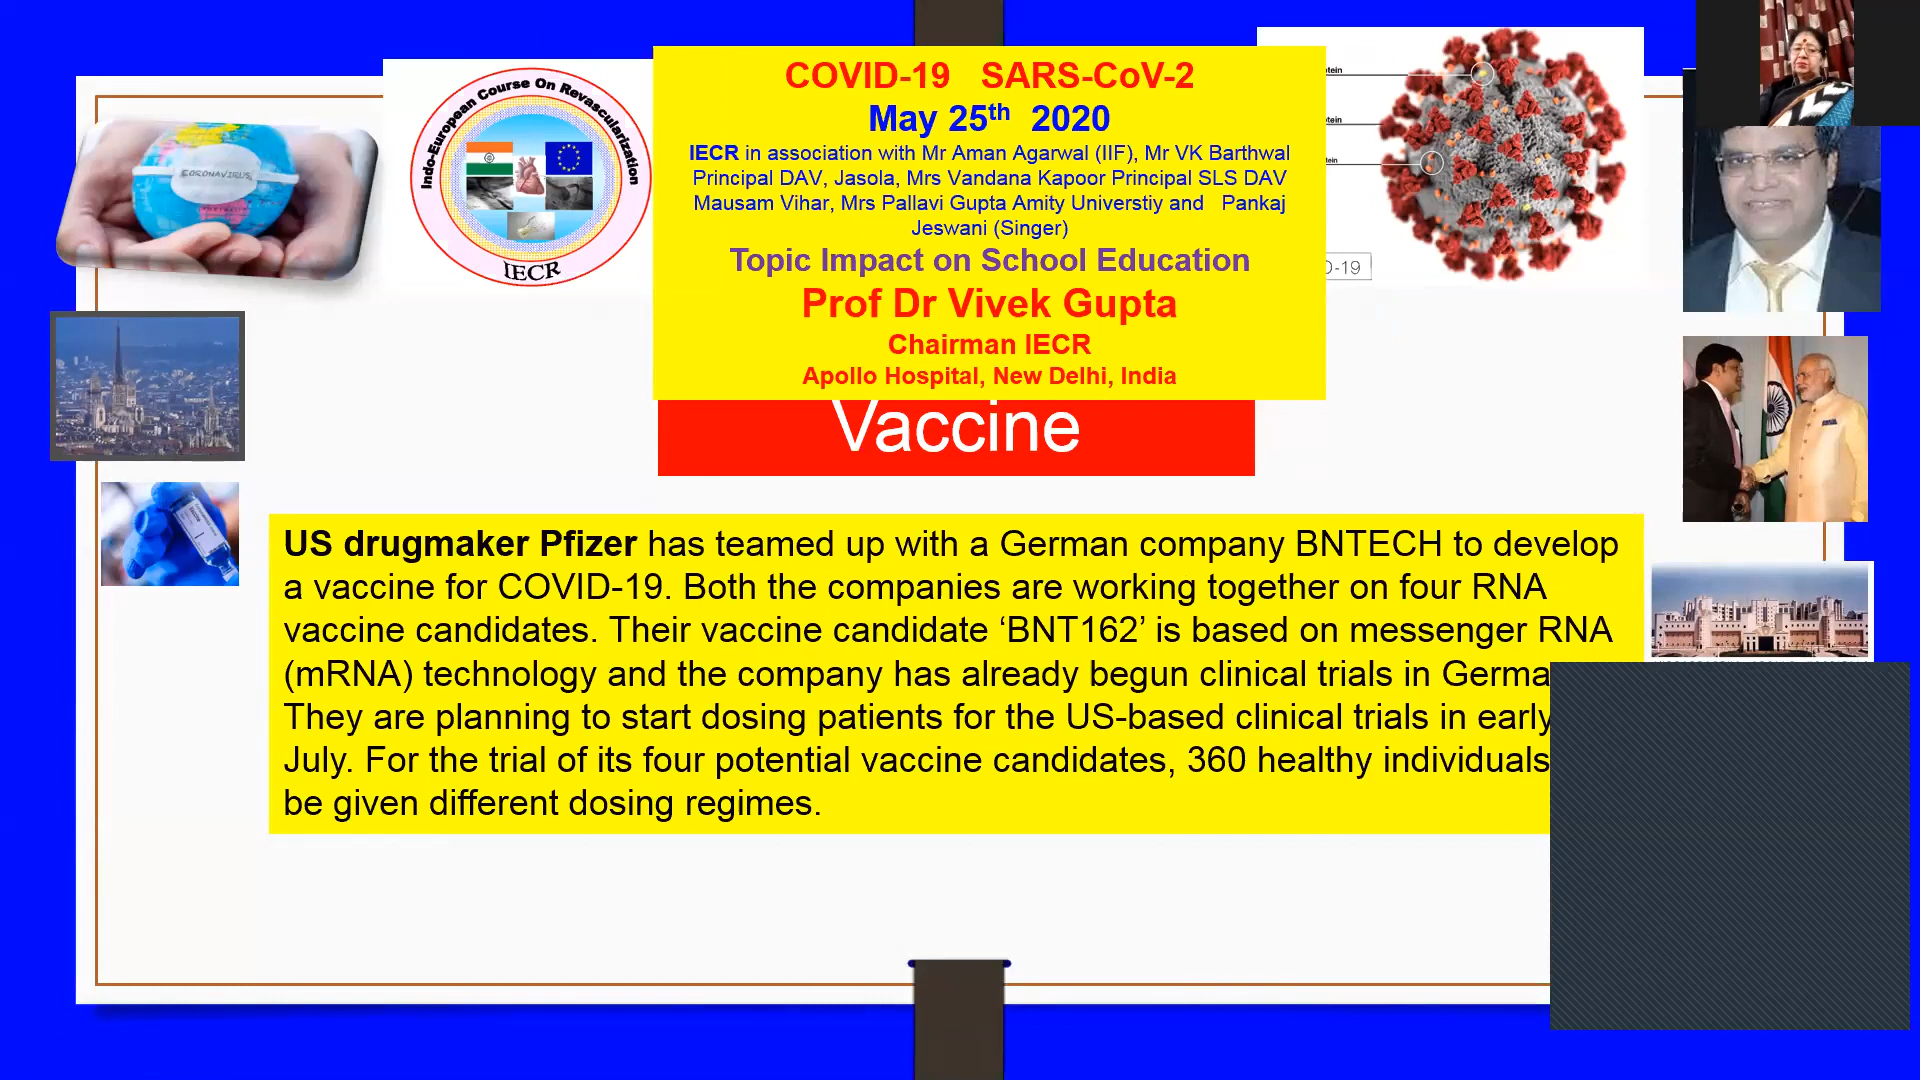 Indo-European Course On Revascularization
IECR
CORONAVIRUS
COVID-19 SARS-CoV-2
May 25th 2020
IECR in association with Mr Aman Agarwal (IIF), Mr VK Barthwal
Principal DAV, Jasola, Mrs Vandana Kapoor Principal SLS DAV
Mausam Vihar, Mrs Pallavi Gupta Amity Universtiy and Pankaj
Jeswani (Singer)
Topic Impact on School Education
Prof Dr Vivek Gupta
Chairman IECR
Apollo Hospital, New Delhi, India
otein
otein
tein
D-19
Vaccine
US drugmaker Pfizer has teamed up with a German company BNTECH to develop
a vaccine for COVID-19. Both the companies are working together on four RNA
vaccine candidates. Their vaccine candidate ‘BNT162’ is based on messenger RNA
(mRNA) technology and the company has already begun clinical trials in Germa
They are planning to start dosing patients for the US-based clinical trials in early
July. For the trial of its four potential vaccine candidates, 360 healthy individuals
be given different dosing regimes.